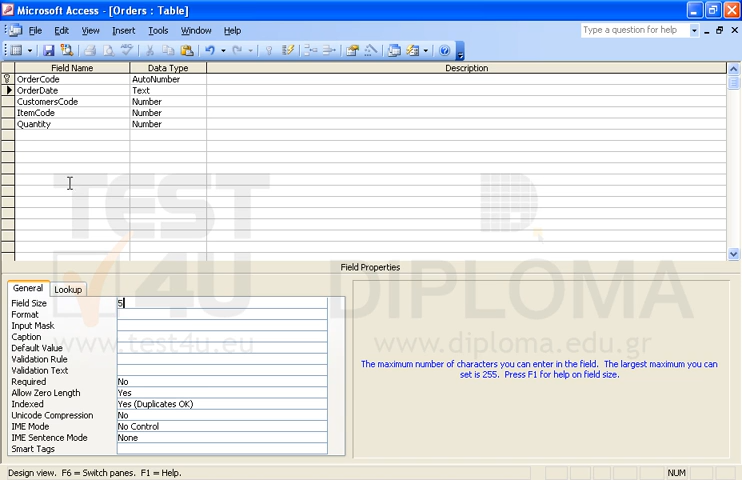 Microsoft Access - [Orders : Table]
File Edit View Insert Tools Window Help Type a question for help
Field Name Data Type Description
OrderCode AutoNumber
OrderDate Text
CustomersCode Number
ItemCode Number
Quantity Number
TEST
4U
D
DIPLOMA
www.test4u.eu www.diploma.edu.gr
Field Properties
General Lookup
Field Size 5
Format
Input Mask
Caption
Default Value
Validation Rule
Validation Text
Required No
Allow Zero Length Yes
Indexed Yes (Duplicates OK)
Unicode Compression No
IME Mode No Control
IME Sentence Mode None
Smart Tags
The maximum number of characters you can enter in the field. The largest maximum you can
set is 255. Press F1 for help on field size.
Design view. F6 = Switch panes. F1 = Help. NUM